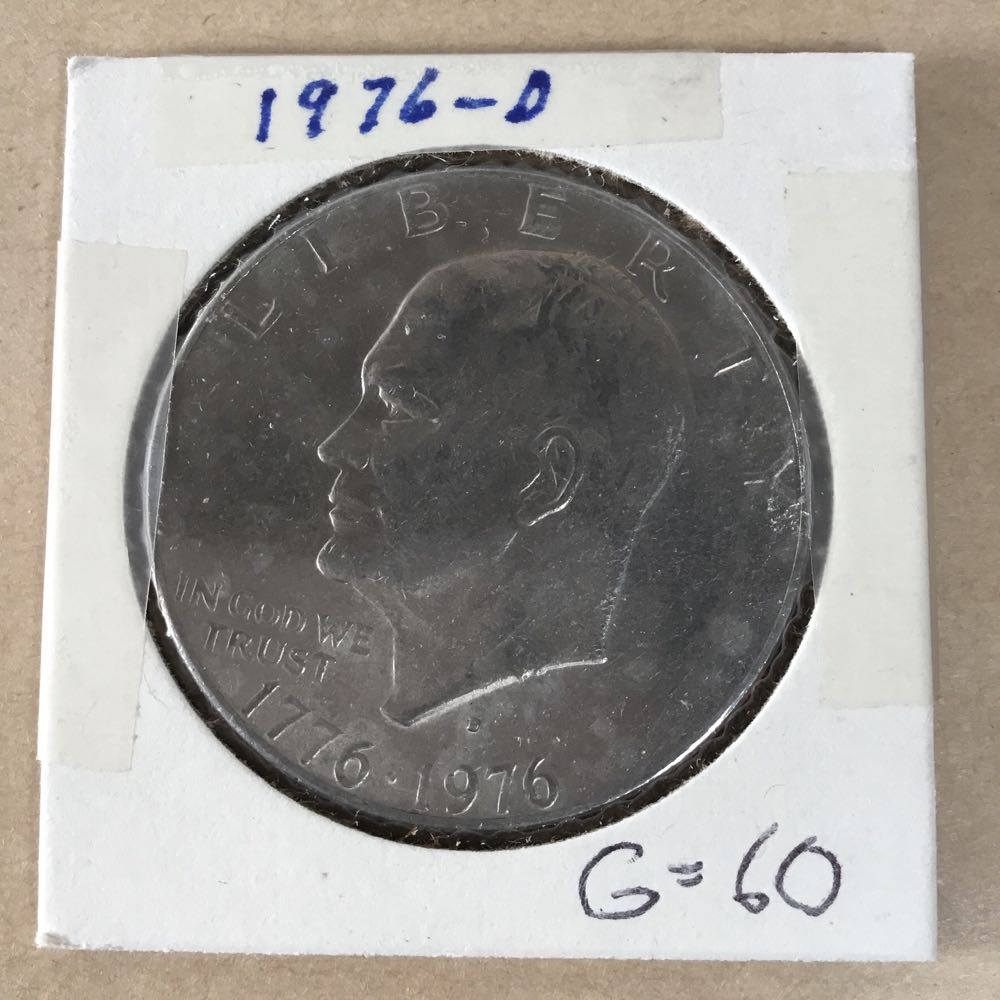 1976-D
LIBERTY
IN GOD WE
TRUST
D
1776·1976
G=60